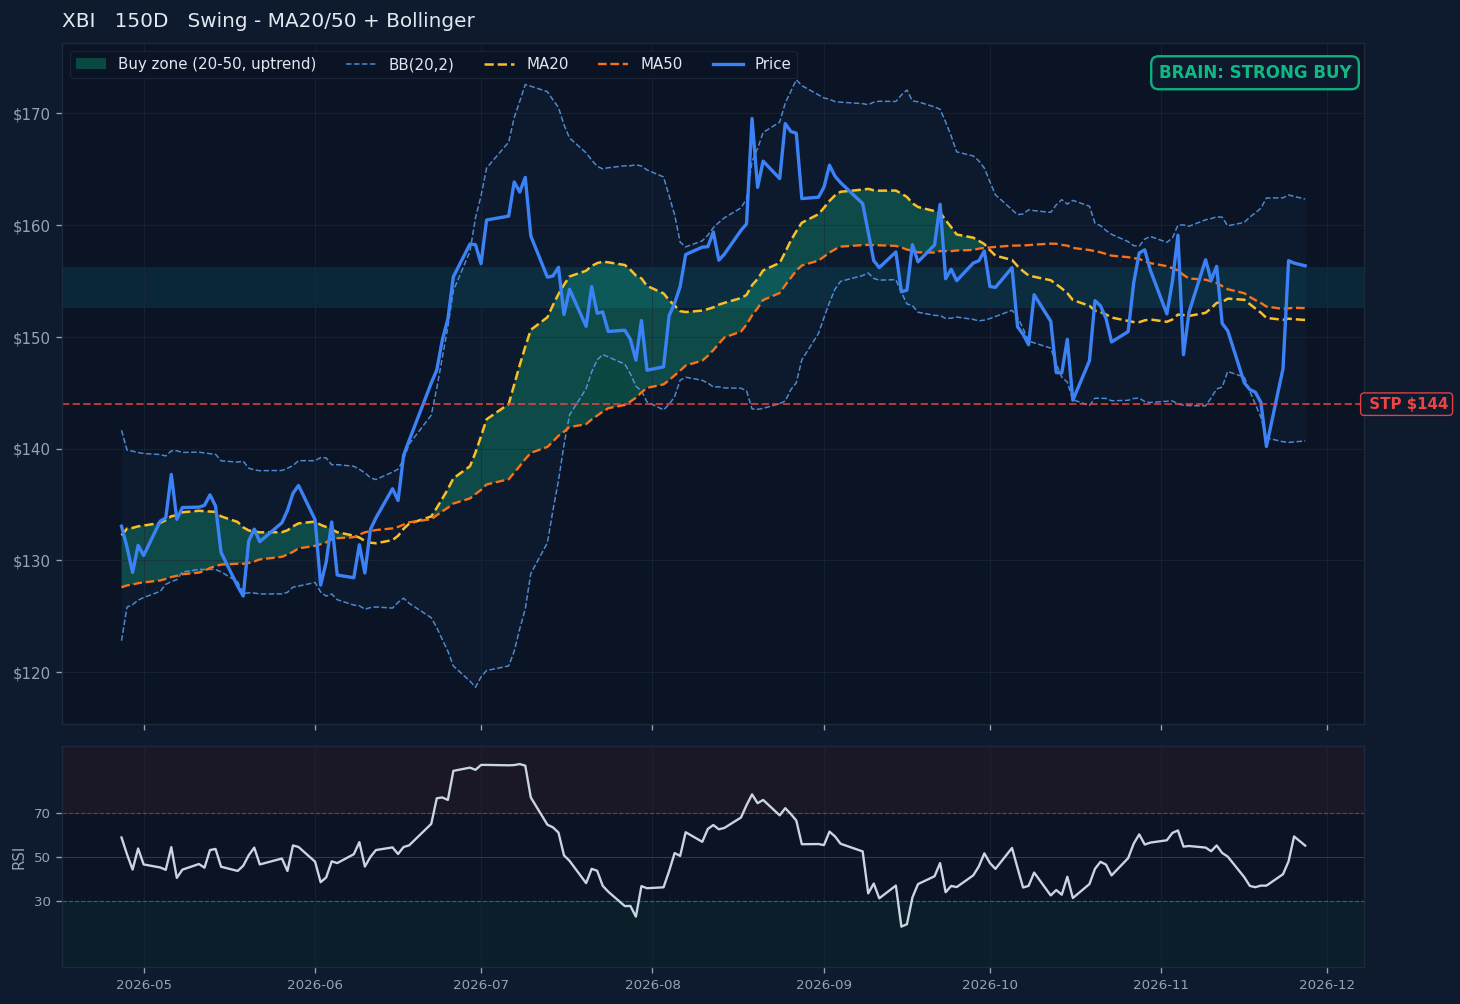 XBI 150D Swing - MA20/50 + Bollinger
Buy zone (20-50, uptrend) BB(20,2) MA20 MA50 Price
BRAIN: STRONG BUY
$170
$160
$150
STP $144
$140
$130
$120
70
50
30
RSI
2026-05 2026-06 2026-07 2026-08 2026-09 2026-10 2026-11 2026-12